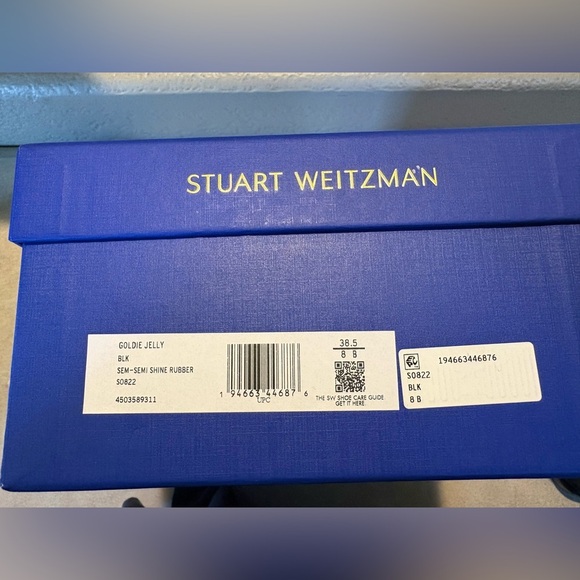 STUART WEITZMAN
GOLDIE JELLY
BLK
SEM-SEMI SHINE RUBBER
S0822
4503589311
1 94663 44687 6
UPC
38.5
8 B
THE SW SHOE CARE GUIDE
GET IT HERE
194663446876
S0822
BLK
8 B